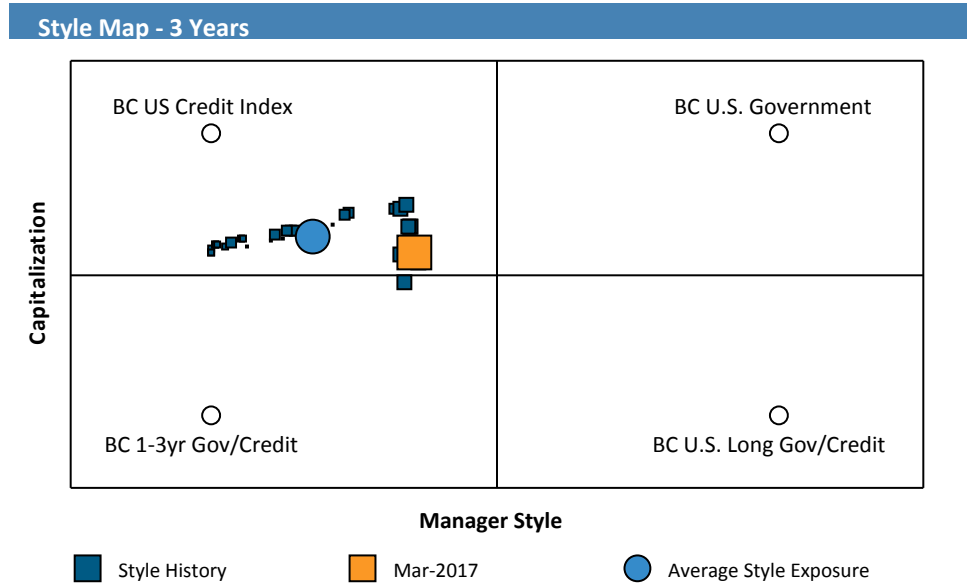 Style Map - 3 Years
BC US Credit Index
BC U.S. Government
Capitalization
BC 1-3yr Gov/Credit
BC U.S. Long Gov/Credit
Manager Style
Style History
Mar-2017
Average Style Exposure